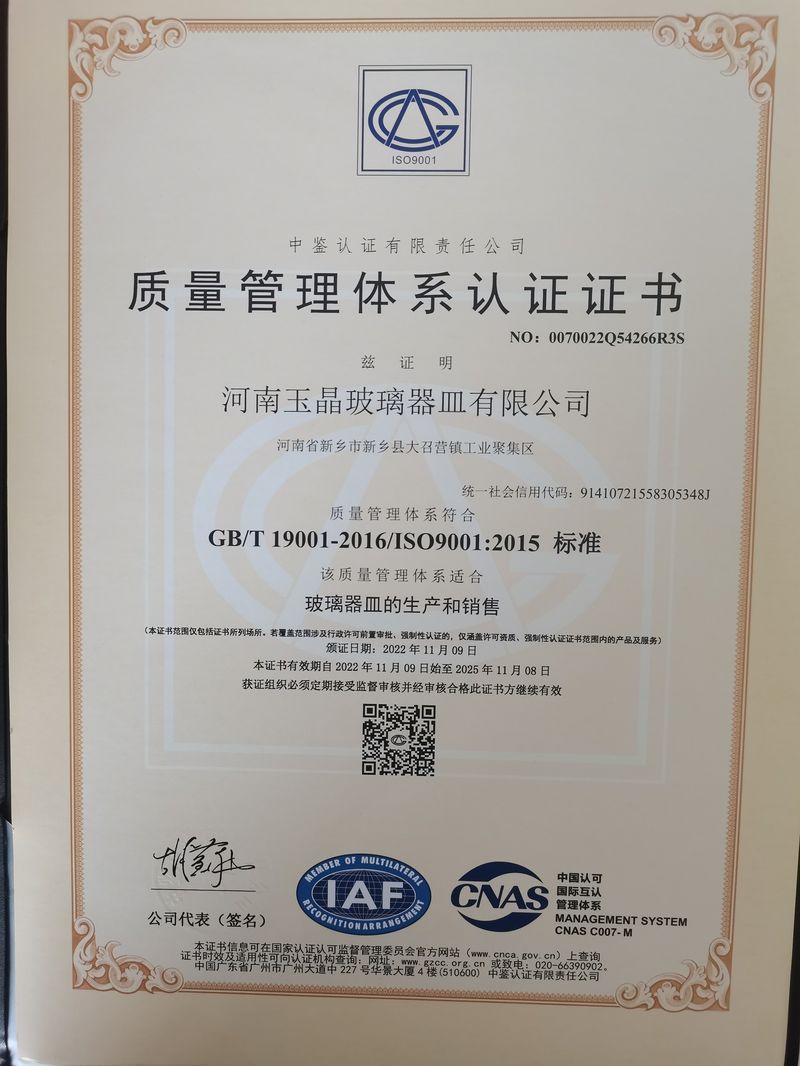 ISO9001
中鉴认证有限责任公司
质量管理体系认证证书
NO：0070022Q54266R3S
兹证明
河南玉晶玻璃器皿有限公司
河南省新乡市新乡县大召营镇工业聚集区
统一社会信用代码：91410721558305348J
质量管理体系符合
GB/T 19001-2016/ISO9001:2015 标准
该质量管理体系适合
玻璃器皿的生产和销售
（本证书范围仅包括证书所列场所。若覆盖范围涉及行政许可前置审批、强制性认证的，仅涵盖许可资质、强制性认证证书范围内的产品及服务）
颁证日期：2022 年 11 月 09 日
本证书有效期自 2022 年 11 月 09 日始至 2025 年 11 月 08 日
获证组织必须定期接受监督审核并经审核合格此证书方继续有效
公司代表（签名）
MEMBER OF MULTILATERAL
IAF
RECOGNITION ARRANGEMENT
CNAS
中国认可
国际互认
管理体系
MANAGEMENT SYSTEM
CNAS C007-M
本证书信息可在国家认证认可监督管理委员会官方网站（www.cnca.gov.cn）上查询
证书时效及适用性可向认证机构查询：网址：www.gzcc.org.cn 或致电：020-66390902。
中国广东省广州市广州大道中 227 号华景大厦 4 楼(510600) 中鉴认证有限责任公司